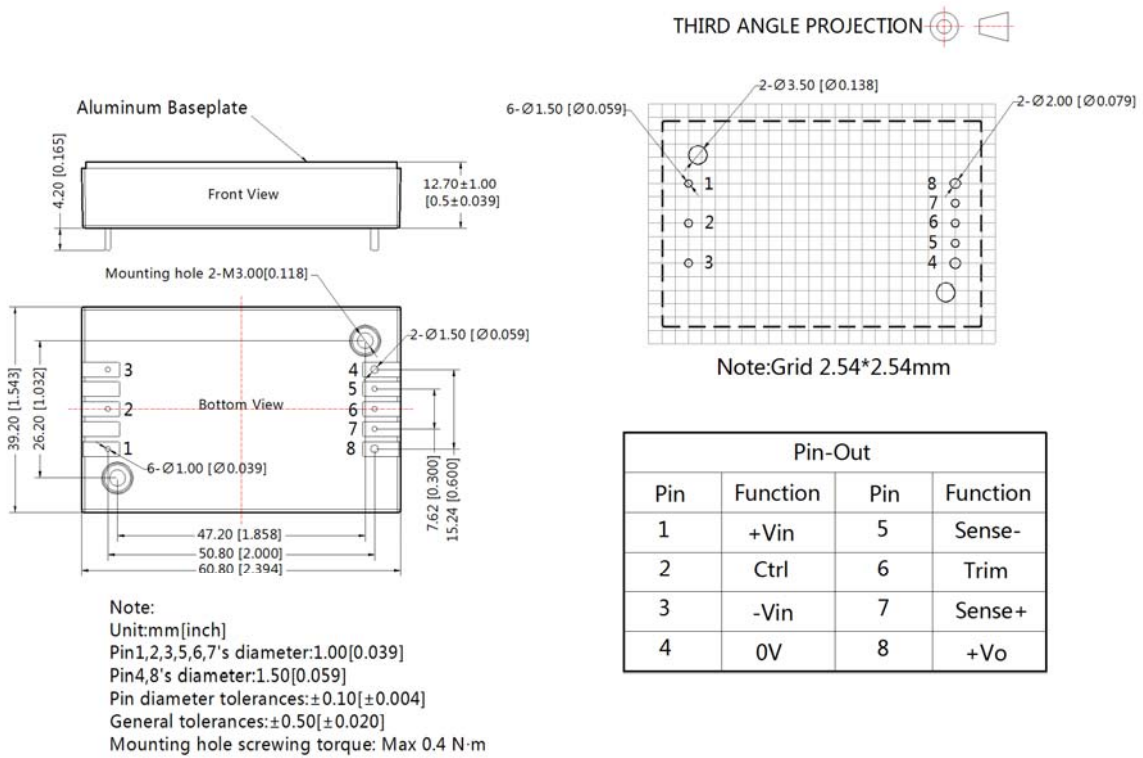 THIRD ANGLE PROJECTION
Aluminum Baseplate
4.20 [0.165]
Front View
12.70±1.00
[0.5±0.039]
Mounting hole 2-M3.00[0.118]
2-Ø1.50 [Ø0.059]
39.20 [1.543]
26.20 [1.032]
3
2
1
Bottom View
4
5
6
7
8
6-Ø1.00 [Ø0.039]
7.62 [0.300]
15.24 [0.600]
47.20 [1.858]
50.80 [2.000]
60.80 [2.394]
Note:
Unit:mm[inch]
Pin1,2,3,5,6,7's diameter:1.00[0.039]
Pin4,8's diameter:1.50[0.059]
Pin diameter tolerances:±0.10[±0.004]
General tolerances:±0.50[±0.020]
Mounting hole screwing torque: Max 0.4 N·m
2-Ø3.50 [Ø0.138]
6-Ø1.50 [Ø0.059]
2-Ø2.00 [Ø0.079]
1
2
3
8
7
6
5
4
Note:Grid 2.54*2.54mm
Pin-Out
Pin Function Pin Function
1 +Vin 5 Sense-
2 Ctrl 6 Trim
3 -Vin 7 Sense+
4 0V 8 +Vo